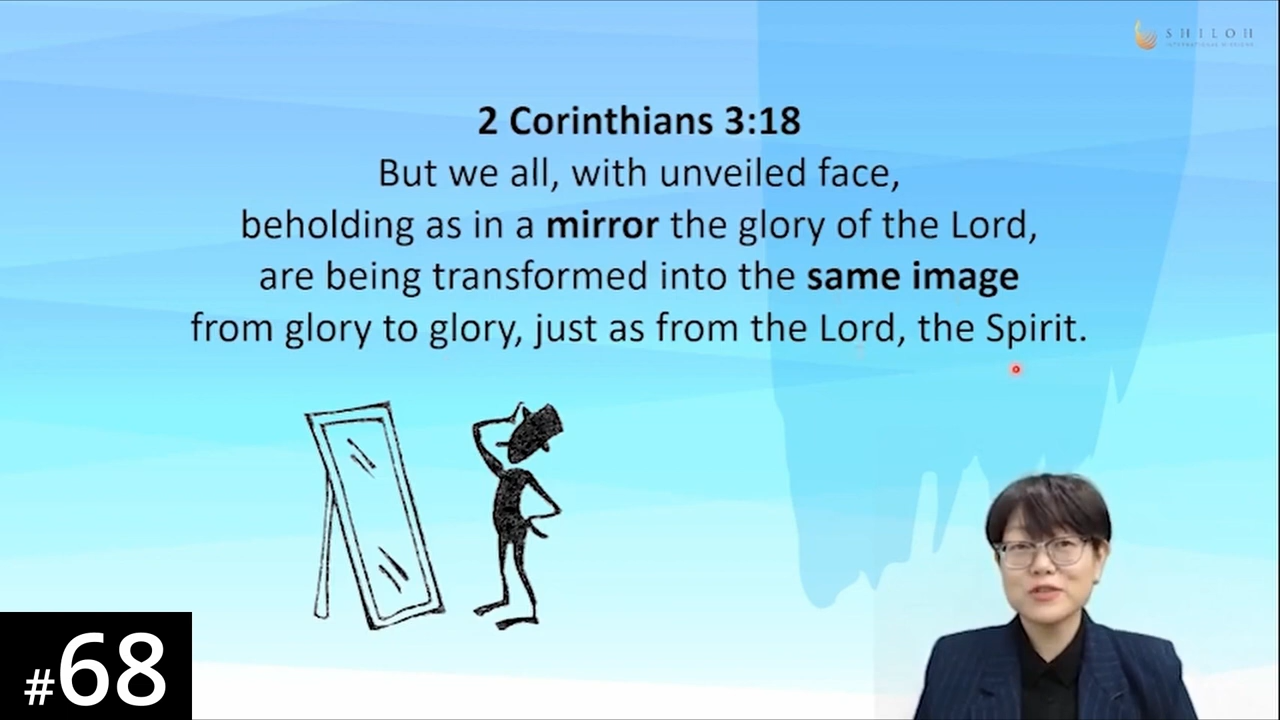 SHILOH
INTERNATIONAL MISSIONS
2 Corinthians 3:18
But we all, with unveiled face,
beholding as in a mirror the glory of the Lord,
are being transformed into the same image
from glory to glory, just as from the Lord, the Spirit.
#68